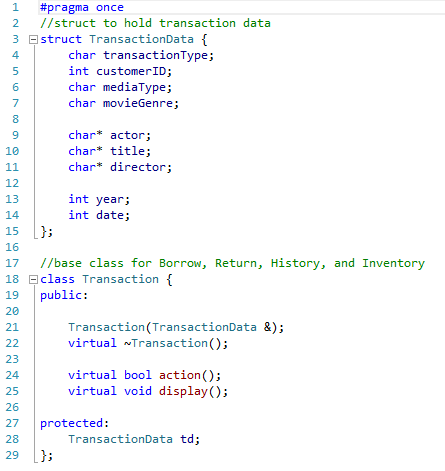 1 #pragma once
2 //struct to hold transaction data
3 struct TransactionData {
4 char transactionType;
5 int customerID;
6 char mediaType;
7 char movieGenre;
8
9 char* actor;
10 char* title;
11 char* director;
12
13 int year;
14 int date;
15 };
16
17 //base class for Borrow, Return, History, and Inventory
18 class Transaction {
19 public:
20
21 Transaction(TransactionData &);
22 virtual ~Transaction();
23
24 virtual bool action();
25 virtual void display();
26
27 protected:
28 TransactionData td;
29 };